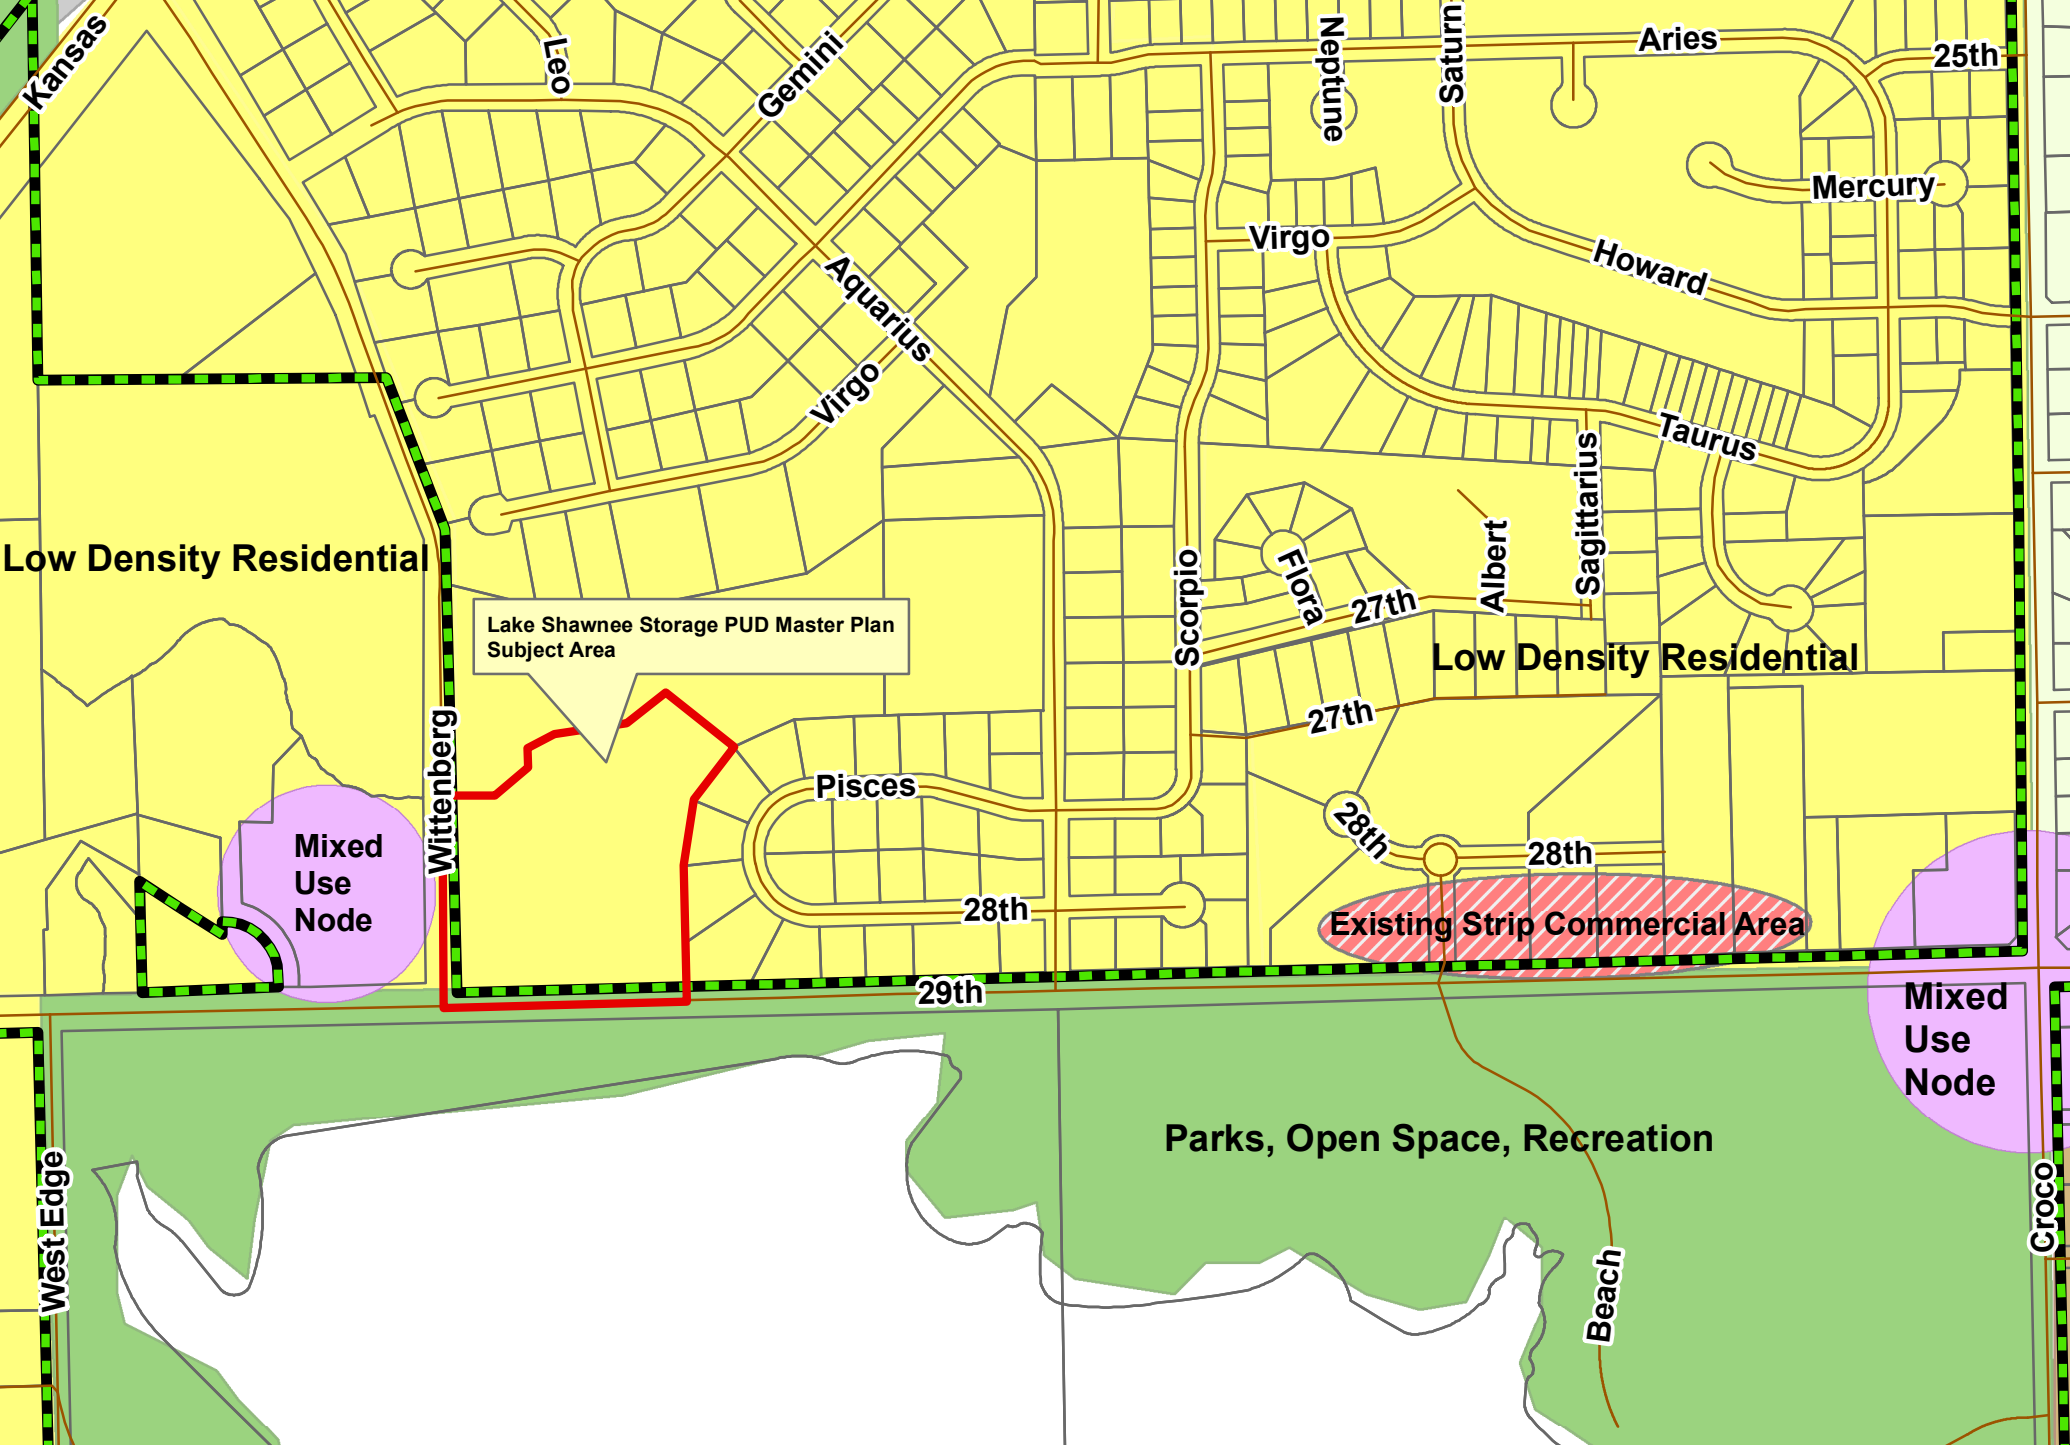 Kansas
Leo
Gemini
Neptune
Saturn
Aries
25th
Mercury
Virgo
Howard
Aquarius
Virgo
Taurus
Sagittarius
Albert
Low Density Residential
Scorpio
Flora
27th
Lake Shawnee Storage PUD Master Plan
Subject Area
Low Density Residential
27th
Wittenberg
Pisces
28th
28th
Mixed
Use
Node
28th
Existing Strip Commercial Area
29th
Mixed
Use
Node
Parks, Open Space, Recreation
West Edge
Croco
Beach